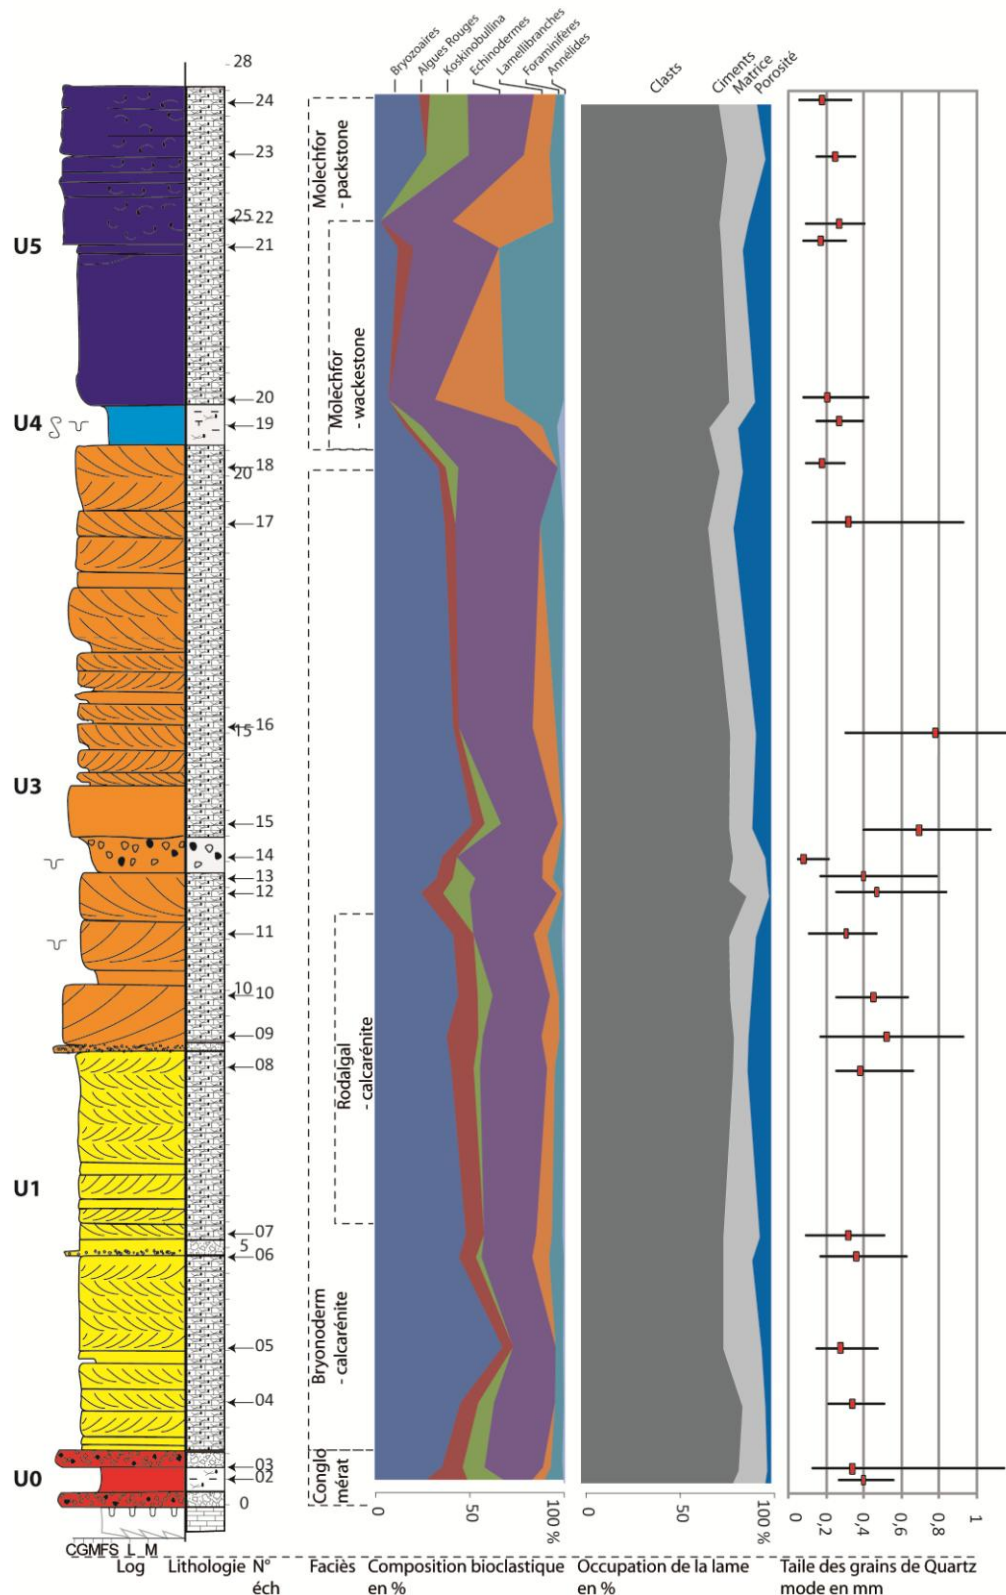 Bryozoaires
Algues Rouges
Koskinobullina
Echinodermes
Lamellibranches
Foraminifères
Annélides
Clasts
Ciments
Matrice
Porosité
28
24
23
25 22
21
20
19
18
20
17
16
15
15
14
13
12
11
10 10
09
08
07
5
06
05
04
03
02
0
U5
U4
U3
U1
U0
Molechfor
- packstone
Molechfor
- wackestone
Rodalgal
- calcarénite
Bryonoderm
- calcarénite
Conglo
mérat
0 50 100 %
0 50 100 %
0 0,2 0,4 0,6 0,8 1
CGMFS L M
Log Lithologie N° éch
Faciès
Composition bioclastique en %
Occupation de la lame en %
Taille des grains de Quartz mode en mm